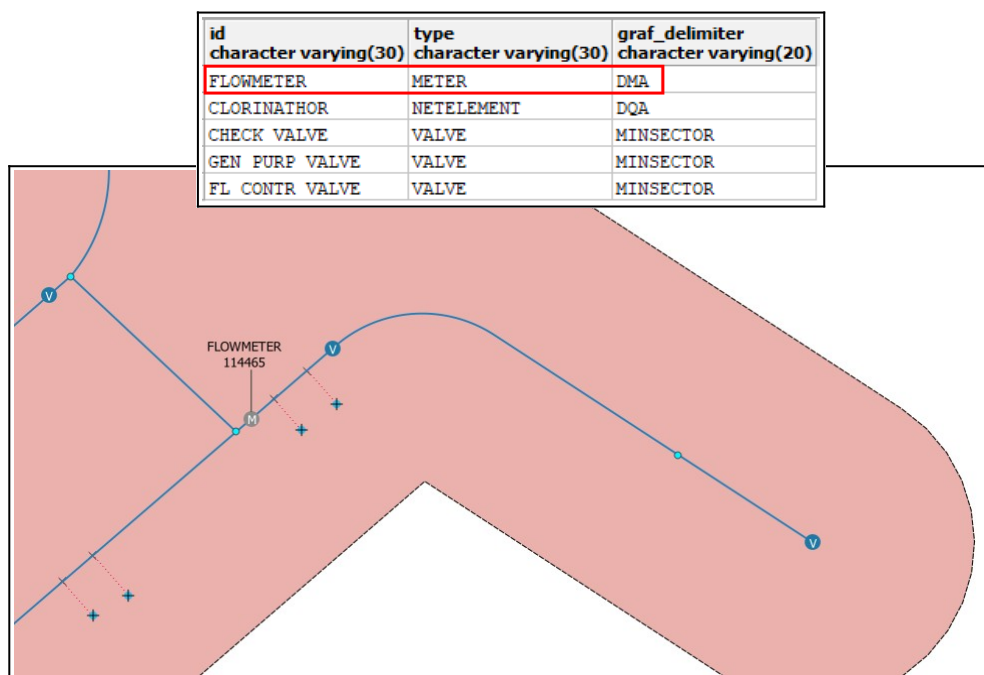 id type graf_delimiter
character varying(30) character varying(30) character varying(20)
FLOWMETER METER DMA
CLORINATHOR NETELEMENT DQA
CHECK VALVE VALVE MINSECTOR
GEN PURP VALVE VALVE MINSECTOR
FL CONTR VALVE VALVE MINSECTOR
V
FLOWMETER
114465
V
M
V